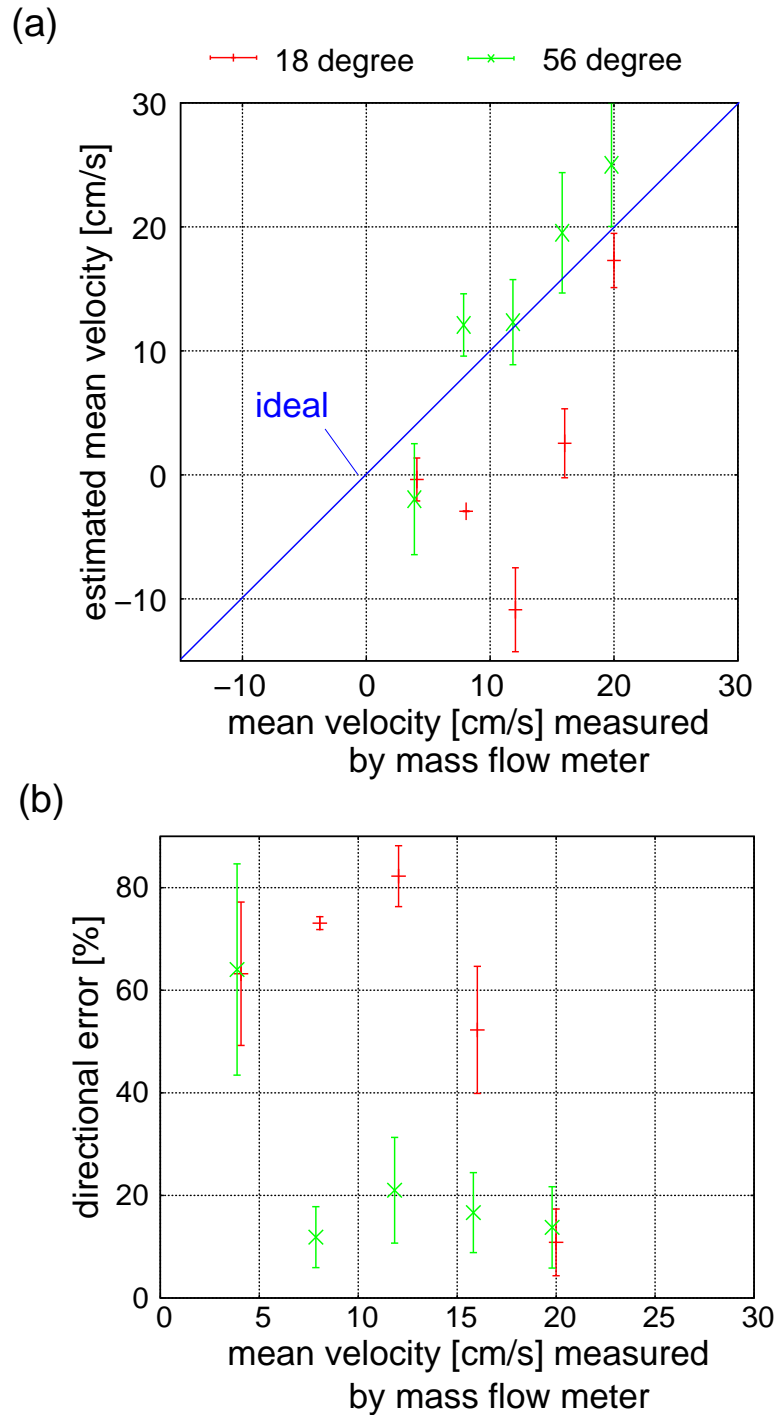 (a)
18 degree 56 degree
30
20
10
0
−10
estimated mean velocity [cm/s]
ideal
−10 0 10 20 30
mean velocity [cm/s] measured
by mass flow meter
(b)
80
60
40
20
0
directional error [%]
0 5 10 15 20 25 30
mean velocity [cm/s] measured
by mass flow meter